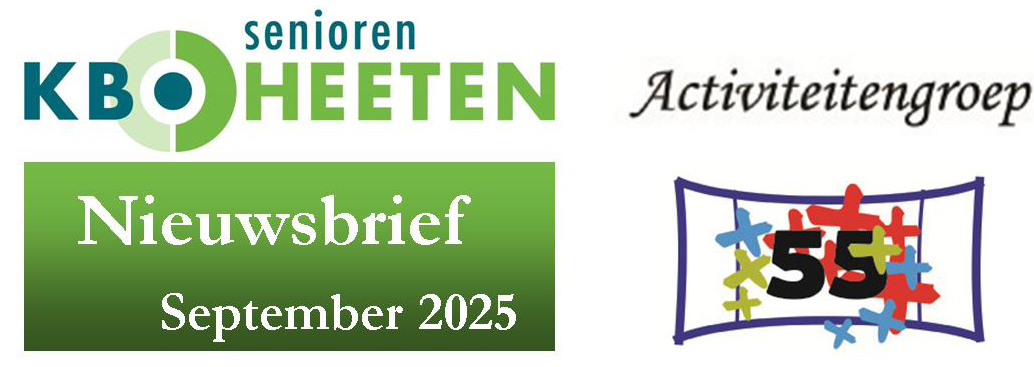 senioren
KBO HEETEN
Nieuwsbrief
September 2025
Activiteitengroep
55